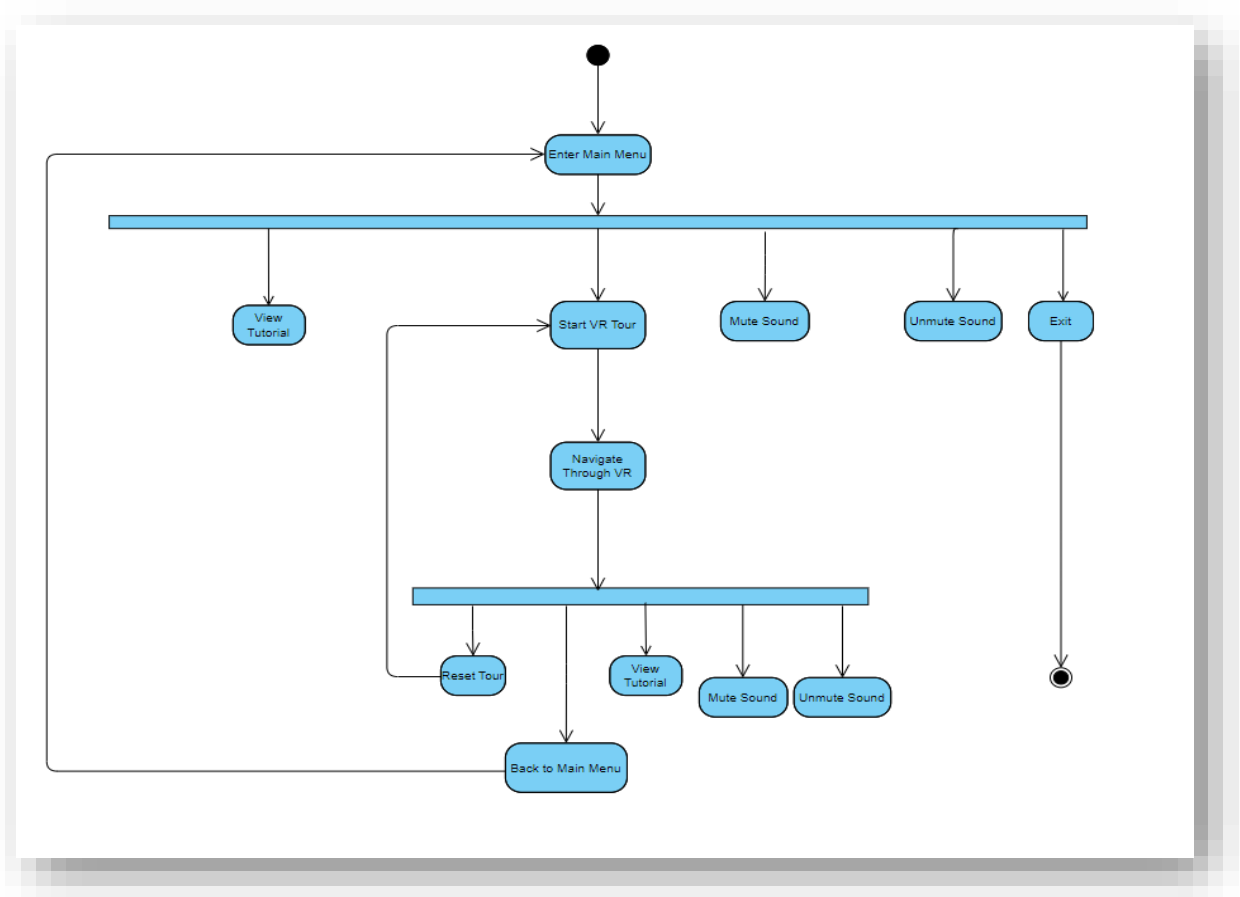 Enter Main Menu
View
Tutorial
Start VR Tour
Mute Sound
Unmute Sound
Exit
Navigate
Through VR
Reset Tour
View
Tutorial
Mute Sound
Unmute Sound
Back to Main Menu